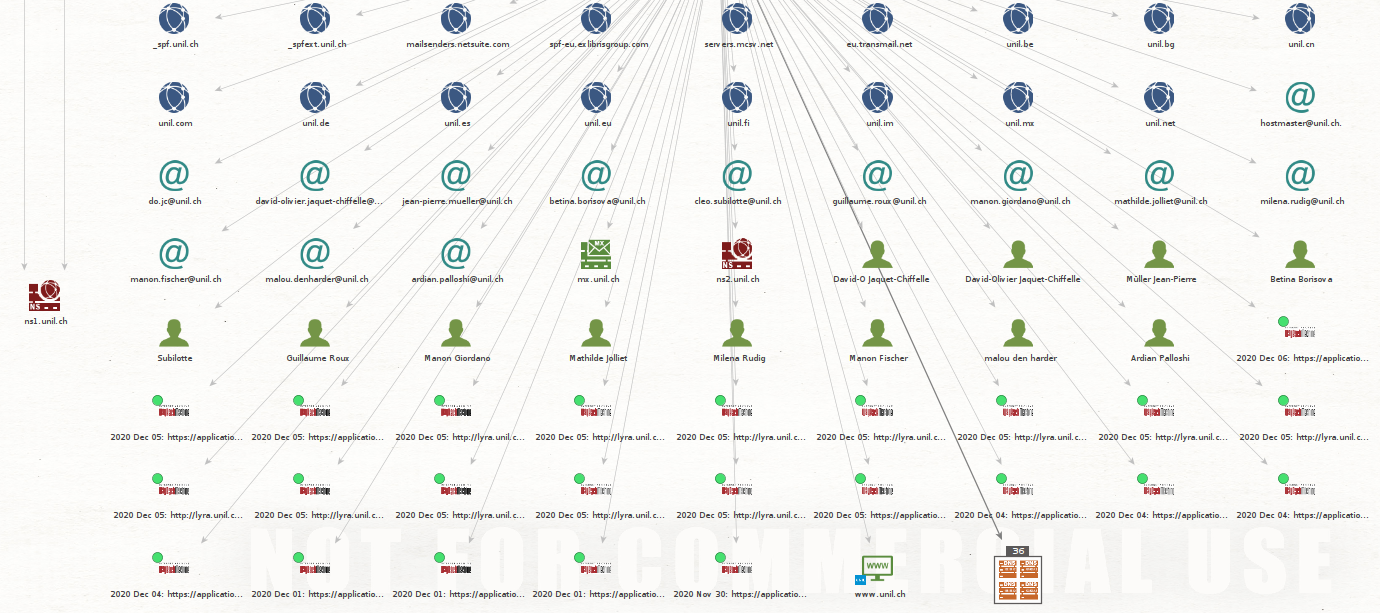 _spf.unil.ch _spfext.unil.ch mailsenders.netsuite.com spf-eu.exlibrisgroup.com servers.mcsv.net eu.transmail.net unil.be unil.bg unil.cn
unil.com unil.de unil.es unil.eu unil.fi unil.im unil.mx unil.net hostmaster@unil.ch.
do.jc@unil.ch david-olivier.jaquet-chiffelle@... jean-pierre.mueller@unil.ch betina.borisova@unil.ch cleo.subilotte@unil.ch guillaume.roux@unil.ch manon.giordano@unil.ch mathilde.jolliet@unil.ch milena.rudig@unil.ch
MX
NS
manon.fischer@unil.ch malou.denharder@unil.ch ardian.palloshi@unil.ch mx.unil.ch ns2.unil.ch David-O Jaquet-Chiffelle David-Olivier Jaquet-Chiffelle Müller Jean-Pierre Betina Borisova
NS
ns1.unil.ch
Subilotte Guillaume Roux Manon Giordano Mathilde Jolliet Milena Rudig Manon Fischer malou den harder Ardian Palloshi 2020 Dec 06: https://applicatio...
2020 Dec 05: https://applicatio... 2020 Dec 05: https://applicatio... 2020 Dec 05: http://lyra.unil.c... 2020 Dec 05: http://lyra.unil.c... 2020 Dec 05: http://lyra.unil.c... 2020 Dec 05: http://lyra.unil.c... 2020 Dec 05: http://lyra.unil.c... 2020 Dec 05: http://lyra.unil.c... 2020 Dec 05: http://lyra.unil.c...
2020 Dec 05: http://lyra.unil.c... 2020 Dec 05: http://lyra.unil.c... 2020 Dec 05: http://lyra.unil.c... 2020 Dec 05: http://lyra.unil.c... 2020 Dec 05: http://lyra.unil.c... 2020 Dec 05: https://applicatio... 2020 Dec 04: https://applicatio... 2020 Dec 04: https://applicatio... 2020 Dec 04: https://applicatio...
NOT FOR COMMERCIAL USE
36
WWW
DNS DNS
DNS DNS
2020 Dec 04: https://applicatio... 2020 Dec 01: https://applicatio... 2020 Dec 01: https://applicatio... 2020 Dec 01: https://applicatio... 2020 Nov 30: https://applicatio... www.unil.ch